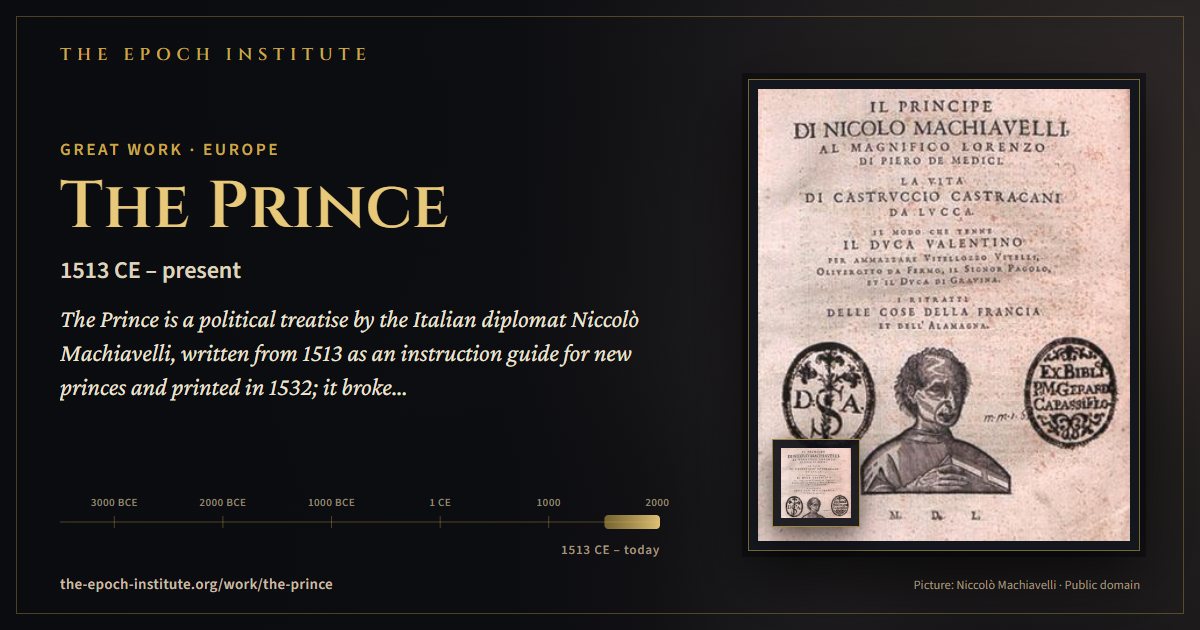 THE EPOCH INSTITUTE
GREAT WORK · EUROPE
THE PRINCE
1513 CE – present
The Prince is a political treatise by the Italian diplomat Niccolò
Machiavelli, written from 1513 as an instruction guide for new
princes and printed in 1532; it broke...
3000 BCE 2000 BCE 1000 BCE 1 CE 1000 2000
1513 CE – today
the-epoch-institute.org/work/the-prince
IL PRINCIPE
DI NICOLO MACHIAVELLI,
AL MAGNIFICO LORENZO
DI PIERO DE MEDICI.
LA VITA
DI CASTRVCCIO CASTRACANI
DA LVCCA.
IL MODO CHE TENNE
IL DVCA VALENTINO
PER AMMAZZARE VITELLOZZO VITELLI,
OLIVEROTTO DA FERMO, IL SIGNOR PAGOLO,
ET IL DVCA DI GRAVINA.
I RITRATTI
DELLE COSE DELLA FRANCIA
ET DELL' ALAMAGNA.
D S A.
EX BIBL
P.M. GERARD
CAPASSI
M. D. L.
Picture: Niccolò Machiavelli · Public domain